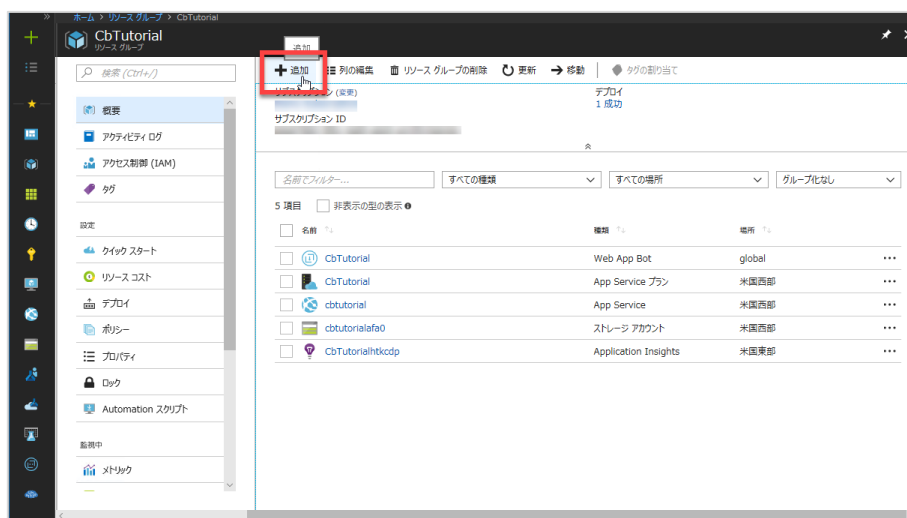 ホーム > リソース グループ > CbTutorial
CbTutorial
リソース グループ
追加
検索 (Ctrl+/)
追加 列の編集 リソース グループの削除 更新 移動 タグの割り当て
サブスクリプション (変更)
デプロイ
1 成功
サブスクリプション ID
概要
アクティビティ ログ
アクセス制御 (IAM)
タグ
設定
クイック スタート
リソース コスト
デプロイ
ポリシー
プロパティ
ロック
Automation スクリプト
監視中
メトリック
名前でフィルター... すべての種類 すべての場所 グループ化なし
5 項目 非表示の型の表示
名前 種類 場所
CbTutorial Web App Bot global
CbTutorial App Service プラン 米国西部
cbtutorial App Service 米国西部
cbtutorialafa0 ストレージ アカウント 米国西部
CbTutorialhtkcdp Application Insights 米国東部